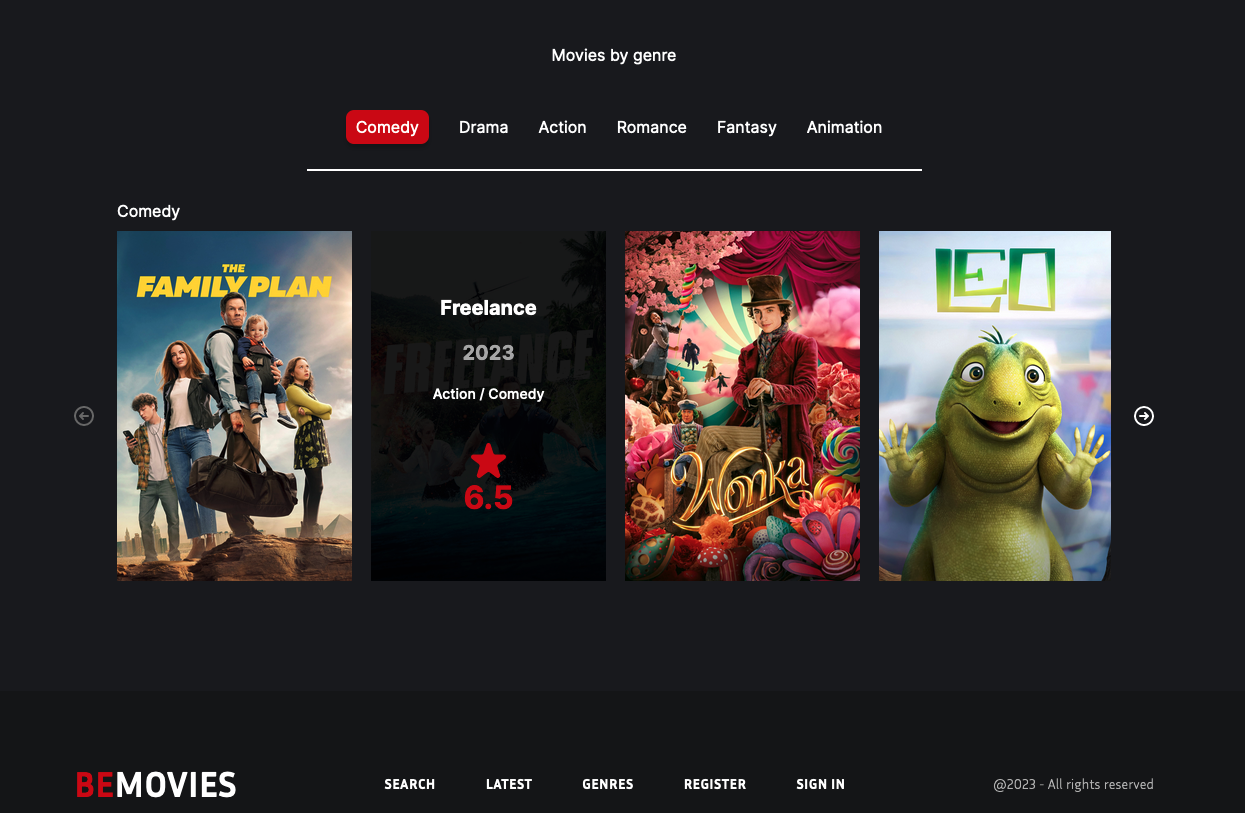 Movies by genre
Comedy Drama Action Romance Fantasy Animation
Comedy
THE
FAMILY PLAN
Freelance
2023
FREELANCE
Action / Comedy
6.5
Wonka
LEO
BEMOVIES
SEARCH LATEST GENRES REGISTER SIGN IN
@2023 - All rights reserved